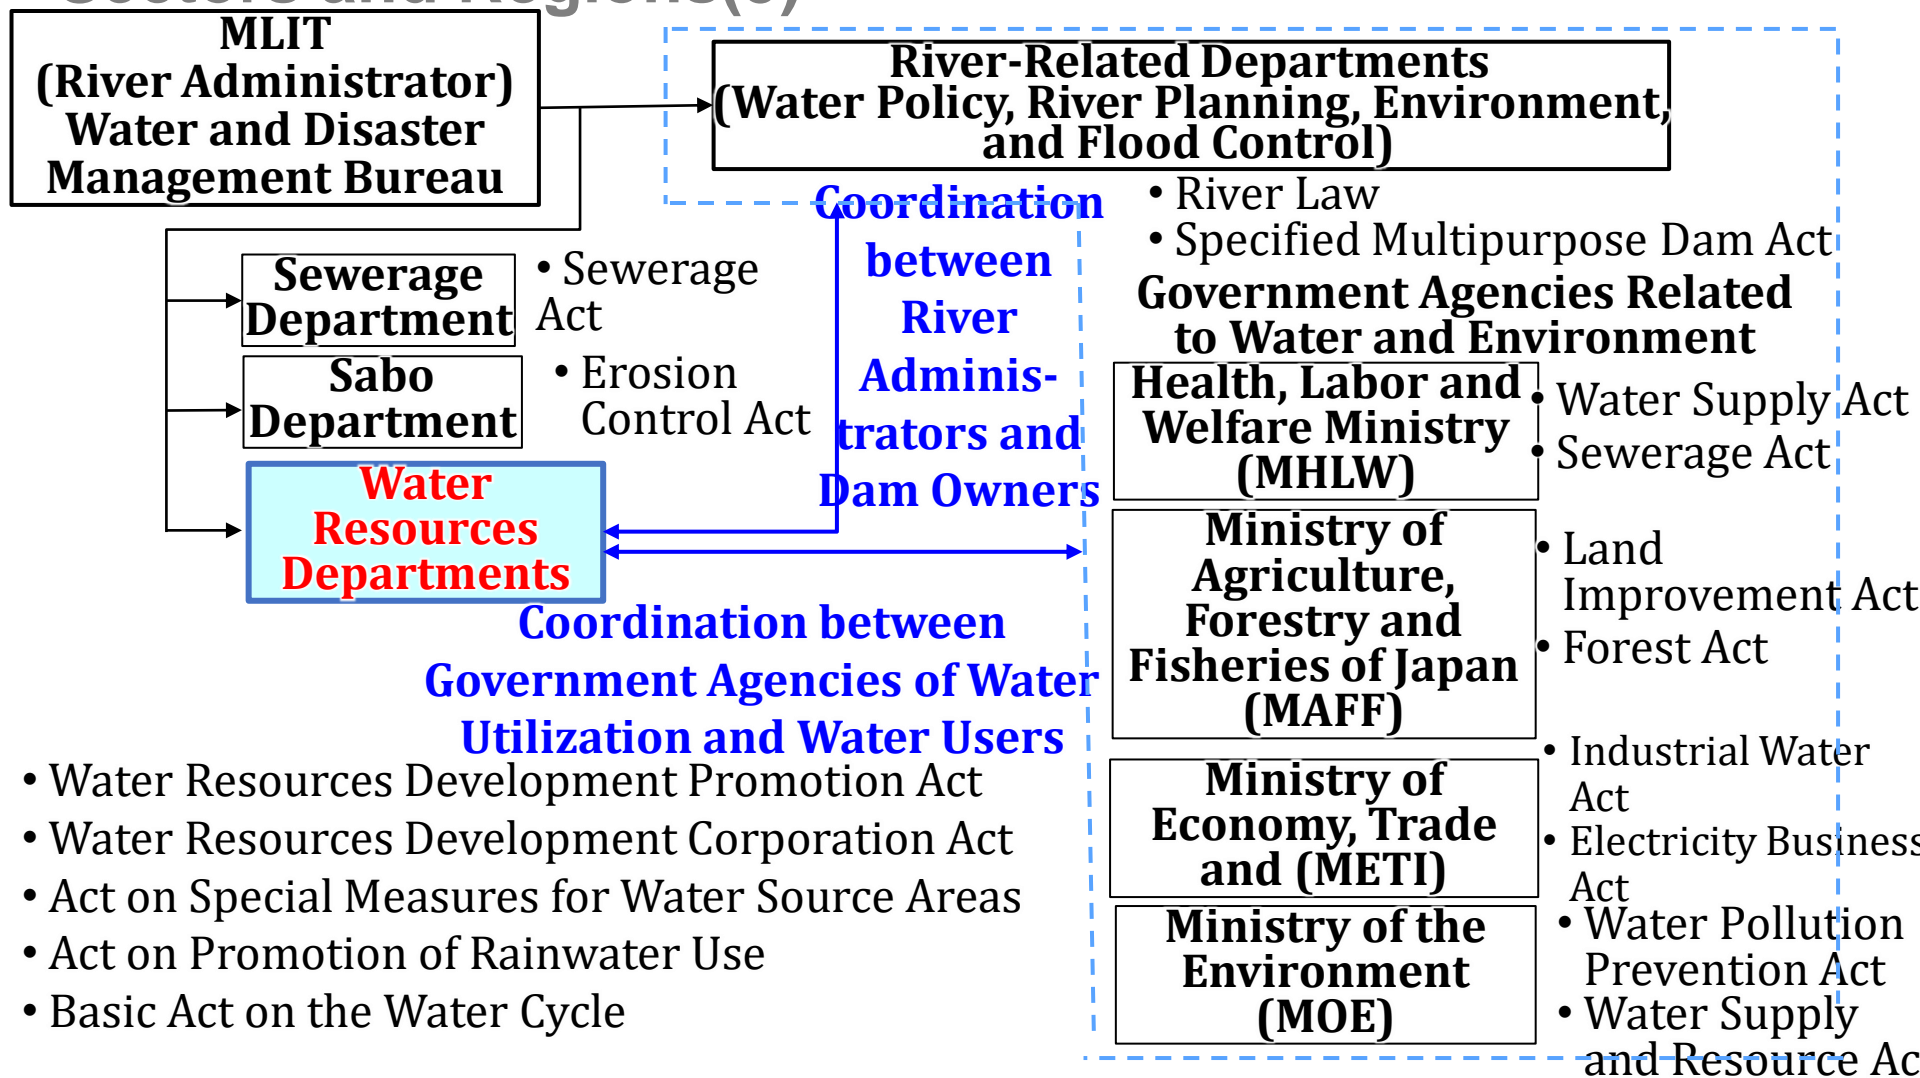 Sectors and Regions(3)
MLIT
(River Administrator)
Water and Disaster
Management Bureau
River-Related Departments
(Water Policy, River Planning, Environment,
and Flood Control)
• River Law
• Specified Multipurpose Dam Act
Sewerage
Department
• Sewerage
Act
Sabo
Department
• Erosion
Control Act
Water
Resources
Departments
Coordination
between
River
Adminis-
trators and
Dam Owners
Coordination between
Government Agencies of Water
Utilization and Water Users
Government Agencies Related
to Water and Environment
Health, Labor and
Welfare Ministry
(MHLW)
• Water Supply Act
• Sewerage Act
Ministry of
Agriculture,
Forestry and
Fisheries of Japan
(MAFF)
• Land
Improvement Act
• Forest Act
Ministry of
Economy, Trade
and (METI)
• Industrial Water
Act
• Electricity Business
Act
Ministry of the
Environment
(MOE)
• Water Pollution
Prevention Act
• Water Supply
and Resource Ac
• Water Resources Development Promotion Act
• Water Resources Development Corporation Act
• Act on Special Measures for Water Source Areas
• Act on Promotion of Rainwater Use
• Basic Act on the Water Cycle